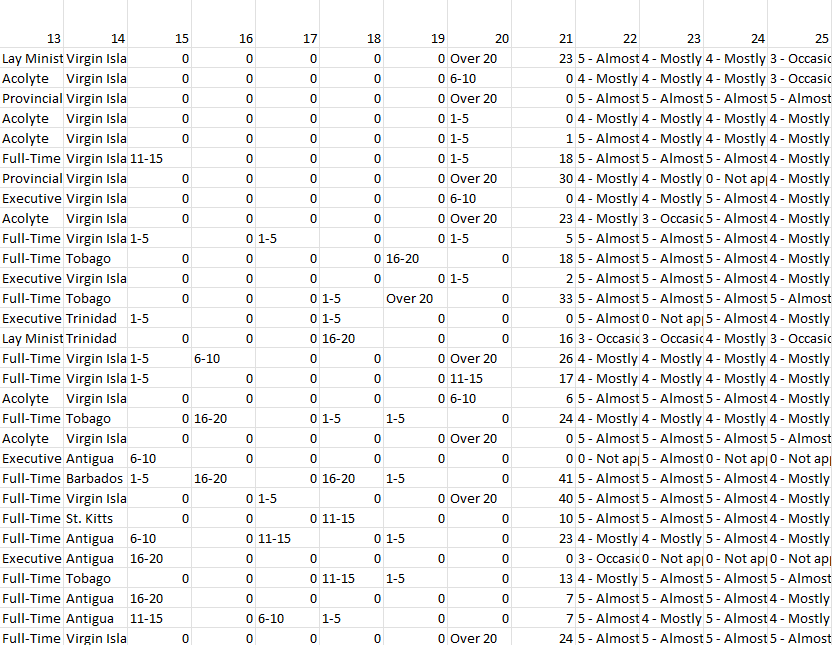 13 14 15 16 17 18 19 20 21 22 23 24 25
Lay Minist Virgin Isla 0 0 0 0 0 Over 20 23 5 - Almost 4 - Mostly 4 - Mostly 3 - Occasic
Acolyte Virgin Isla 0 0 0 0 0 6-10 0 4 - Mostly 4 - Mostly 4 - Mostly 3 - Occasic
Provincial Virgin Isla 0 0 0 0 0 Over 20 0 5 - Almost 5 - Almost 5 - Almost 5 - Almost
Acolyte Virgin Isla 0 0 0 0 0 1-5 0 4 - Mostly 4 - Mostly 4 - Mostly 4 - Mostly
Acolyte Virgin Isla 0 0 0 0 0 1-5 1 5 - Almost 5 - Almost 4 - Mostly 4 - Mostly
Full-Time Virgin Isla 11-15 0 0 0 0 1-5 18 5 - Almost 5 - Almost 5 - Almost 4 - Mostly
Provincial Virgin Isla 0 0 0 0 0 Over 20 30 4 - Mostly 4 - Mostly 0 - Not app 4 - Mostly
Executive Virgin Isla 0 0 0 0 0 6-10 0 4 - Mostly 4 - Mostly 5 - Almost 4 - Mostly
Acolyte Virgin Isla 0 0 0 0 0 Over 20 23 4 - Mostly 3 - Occasic 5 - Almost 4 - Mostly
Full-Time Virgin Isla 1-5 0 1-5 0 0 1-5 5 5 - Almost 5 - Almost 5 - Almost 4 - Mostly
Full-Time Tobago 0 0 0 0 16-20 0 18 5 - Almost 5 - Almost 5 - Almost 4 - Mostly
Executive Virgin Isla 0 0 0 0 0 1-5 2 5 - Almost 5 - Almost 5 - Almost 4 - Mostly
Full-Time Tobago 0 0 0 1-5 Over 20 0 33 5 - Almost 5 - Almost 5 - Almost 5 - Almost
Executive Trinidad 1-5 0 0 1-5 0 0 0 5 - Almost 0 - Not app 5 - Almost 4 - Mostly
Lay Minist Trinidad 0 0 0 16-20 0 0 16 3 - Occasic 3 - Occasic 4 - Mostly 3 - Occasic
Full-Time Virgin Isla 1-5 6-10 0 0 0 Over 20 26 4 - Mostly 4 - Mostly 4 - Mostly 4 - Mostly
Full-Time Virgin Isla 1-5 0 0 0 0 11-15 17 4 - Mostly 4 - Mostly 4 - Mostly 4 - Mostly
Acolyte Virgin Isla 0 0 0 0 0 6-10 6 5 - Almost 5 - Almost 5 - Almost 4 - Mostly
Full-Time Tobago 0 16-20 0 1-5 1-5 0 24 4 - Mostly 4 - Mostly 4 - Mostly 4 - Mostly
Acolyte Virgin Isla 0 0 0 0 0 Over 20 0 5 - Almost 5 - Almost 5 - Almost 5 - Almost
Executive Antigua 6-10 0 0 0 0 0 0 0 - Not app 5 - Almost 0 - Not app 0 - Not app
Full-Time Barbados 1-5 16-20 0 16-20 1-5 0 41 5 - Almost 5 - Almost 5 - Almost 4 - Mostly
Full-Time Virgin Isla 0 0 1-5 0 0 Over 20 40 5 - Almost 5 - Almost 5 - Almost 4 - Mostly
Full-Time St. Kitts 0 0 0 11-15 0 0 10 5 - Almost 5 - Almost 5 - Almost 4 - Mostly
Full-Time Antigua 6-10 0 11-15 0 1-5 0 23 4 - Mostly 4 - Mostly 5 - Almost 4 - Mostly
Executive Antigua 16-20 0 0 0 0 0 0 3 - Occasic 0 - Not app 0 - Not app 0 - Not app
Full-Time Tobago 0 0 0 11-15 1-5 0 13 4 - Mostly 5 - Almost 5 - Almost 5 - Almost
Full-Time Antigua 16-20 0 0 0 0 0 7 5 - Almost 5 - Almost 5 - Almost 4 - Mostly
Full-Time Antigua 11-15 0 6-10 1-5 0 0 7 5 - Almost 4 - Mostly 5 - Almost 4 - Mostly
Full-Time Virgin Isla 0 0 0 0 0 Over 20 24 5 - Almost 5 - Almost 5 - Almost 5 - Almost